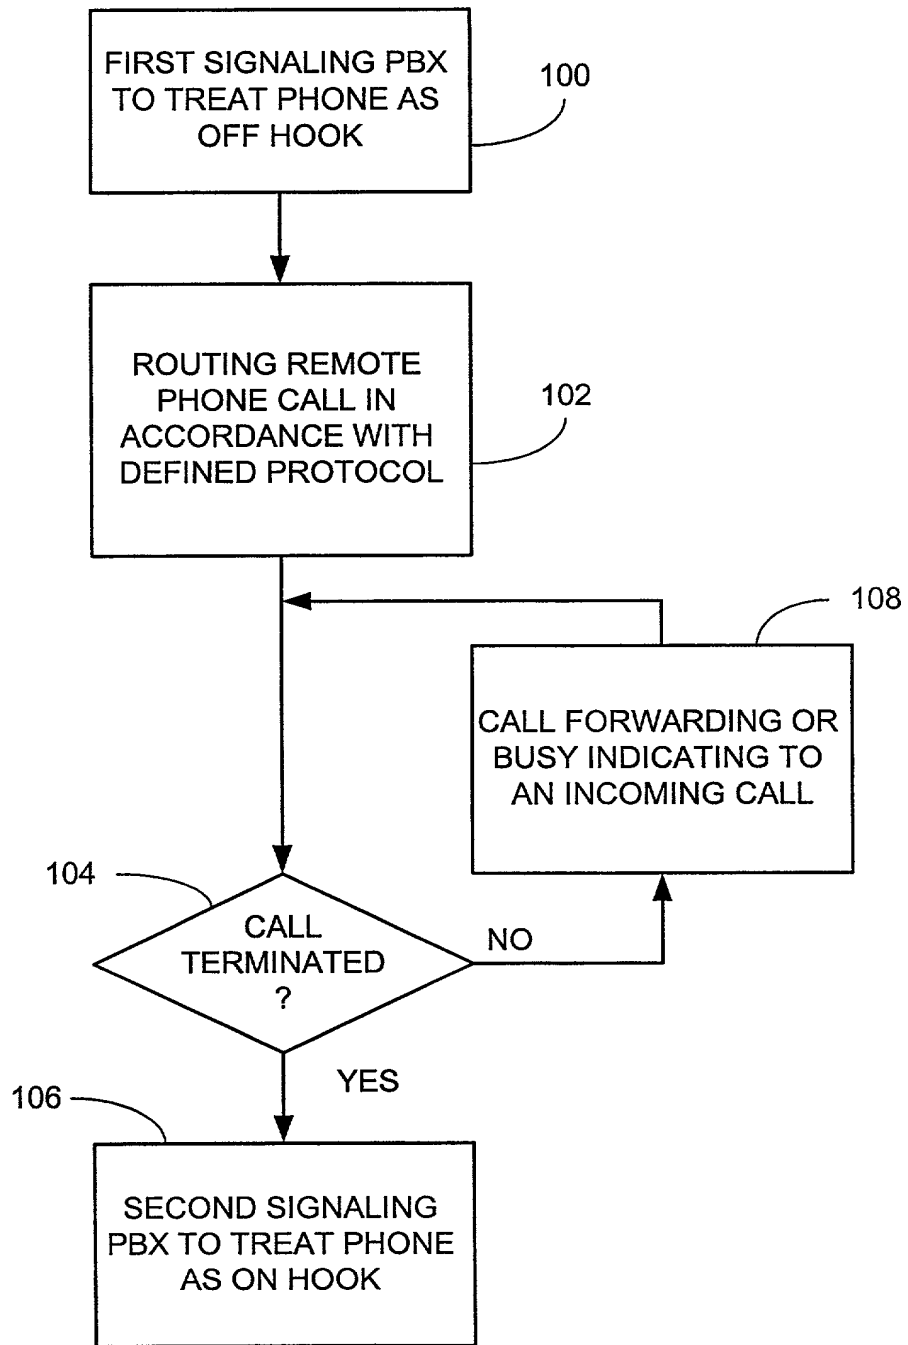 FIRST SIGNALING PBX
TO TREAT PHONE AS
OFF HOOK
100
ROUTING REMOTE
PHONE CALL IN
ACCORDANCE WITH
DEFINED PROTOCOL
102
108
CALL FORWARDING OR
BUSY INDICATING TO
AN INCOMING CALL
104
CALL
TERMINATED
?
NO
YES
106
SECOND SIGNALING
PBX TO TREAT PHONE
AS ON HOOK